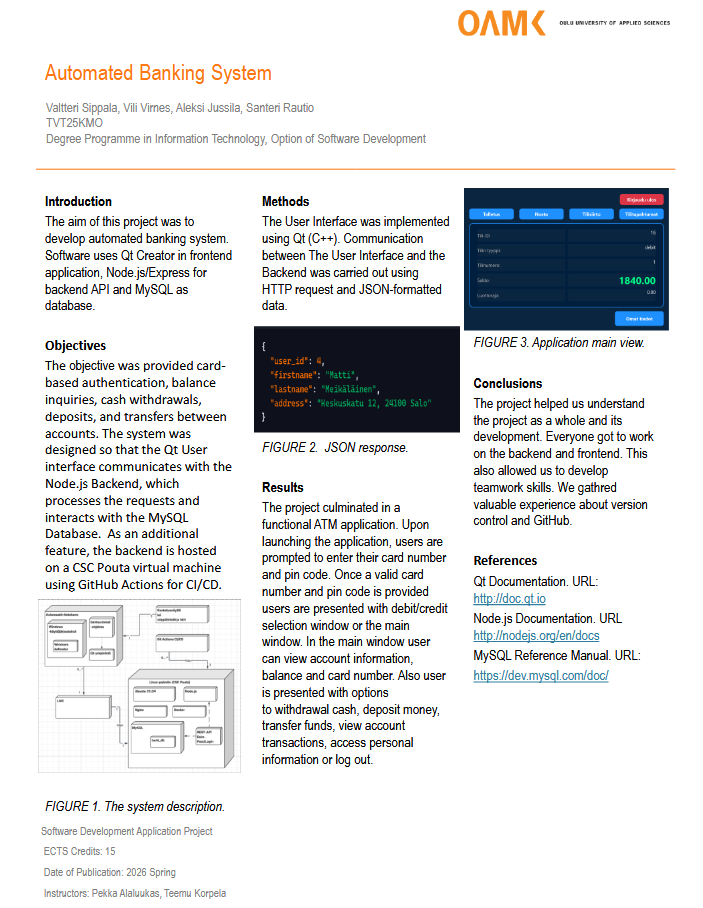 OAMK
OULU UNIVERSITY OF APPLIED SCIENCES
Automated Banking System
Valtteri Sippala, Vili Virnes, Aleksi Jussila, Santeri Rautio
TVT25KMO
Degree Programme in Information Technology, Option of Software Development
Introduction
The aim of this project was to
develop automated banking system.
Software uses Qt Creator in frontend
application, Node.js/Express for
backend API and MySQL as
database.
Objectives
The objective was provided card-
based authentication, balance
inquiries, cash withdrawals,
deposits, and transfers between
accounts. The system was
designed so that the Qt User
interface communicates with the
Node.js Backend, which
processes the requests and
interacts with the MySQL
Database. As an additional
feature, the backend is hosted
on a CSC Pouta virtual machine
using GitHub Actions for CI/CD.
Windows
Nginx
Docker
MySQL
bank_db
LAN
Node.js
FIGURE 1. The system description.
Software Development Application Project
ECTS Credits: 15
Date of Publication: 2026 Spring
Instructors: Pekka Alaluukas, Teemu Korpela
Methods
The User Interface was implemented
using Qt (C++). Communication
between The User Interface and the
Backend was carried out using
HTTP request and JSON-formatted
data.
{
"user_id": 4,
"firstname": "Matti",
"lastname": "Meikäläinen",
"address": "Keskuskatu 12, 24100 Salo"
}
FIGURE 2. JSON response.
Results
The project culminated in a
functional ATM application. Upon
launching the application, users are
prompted to enter their card number
and pin code. Once a valid card
number and pin code is provided
users are presented with debit/credit
selection window or the main
window. In the main window user
can view account information,
balance and card number. Also user
is presented with options
to withdrawal cash, deposit money,
transfer funds, view account
transactions, access personal
information or log out.
Kirjaudu ulos
Talletus Nosto Tilisiirto Tilitapahtumat
Tili-ID: 16
Tilin tyyppi: debit
Tilinumero: 1
Saldo: 1840.00
Luottoraja: 0.00
Omat tiedot
FIGURE 3. Application main view.
Conclusions
The project helped us understand
the project as a whole and its
development. Everyone got to work
on the backend and frontend. This
also allowed us to develop
teamwork skills. We gathred
valuable experience about version
control and GitHub.
References
Qt Documentation. URL:
http://doc.qt.io
Node.js Documentation. URL
http://nodejs.org/en/docs
MySQL Reference Manual. URL:
https://dev.mysql.com/doc/